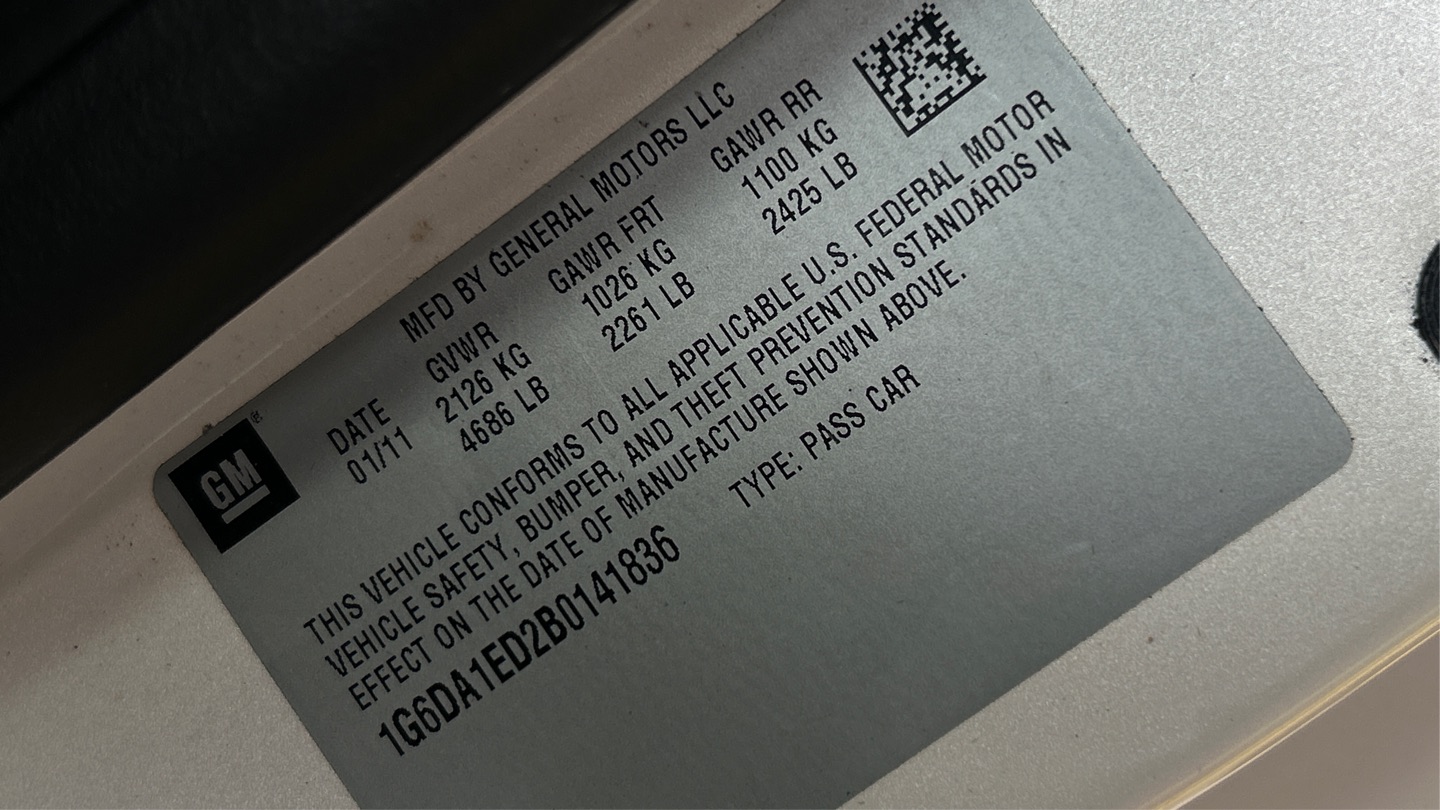 MFD BY GENERAL MOTORS LLC
GM®
DATE GVWR GAWR FRT GAWR RR
01/11 2126 KG 1026 KG 1100 KG
4686 LB 2261 LB 2425 LB
THIS VEHICLE CONFORMS TO ALL APPLICABLE U.S. FEDERAL MOTOR
VEHICLE SAFETY, BUMPER, AND THEFT PREVENTION STANDARDS IN
EFFECT ON THE DATE OF MANUFACTURE SHOWN ABOVE.
1G6DA1ED2B0141836 TYPE: PASS CAR